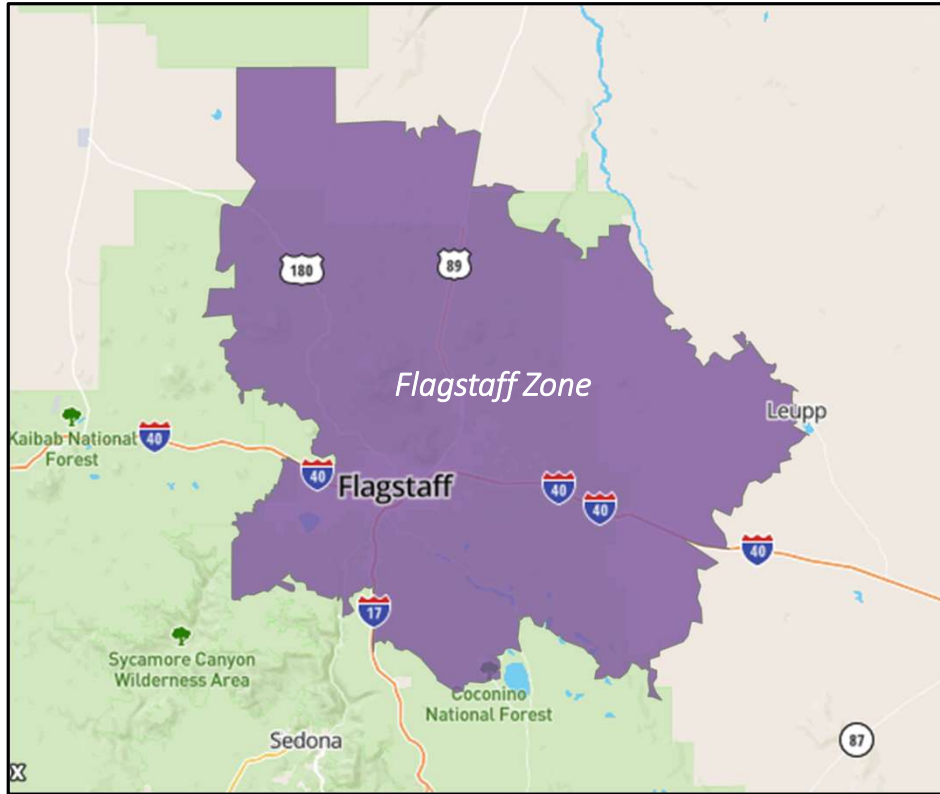 180
89
Flagstaff Zone
Leupp
Kaibab National
Forest
40
40
Flagstaff
40
40
40
17
Sycamore Canyon
Wilderness Area
Coconino
National Forest
Sedona
87
X